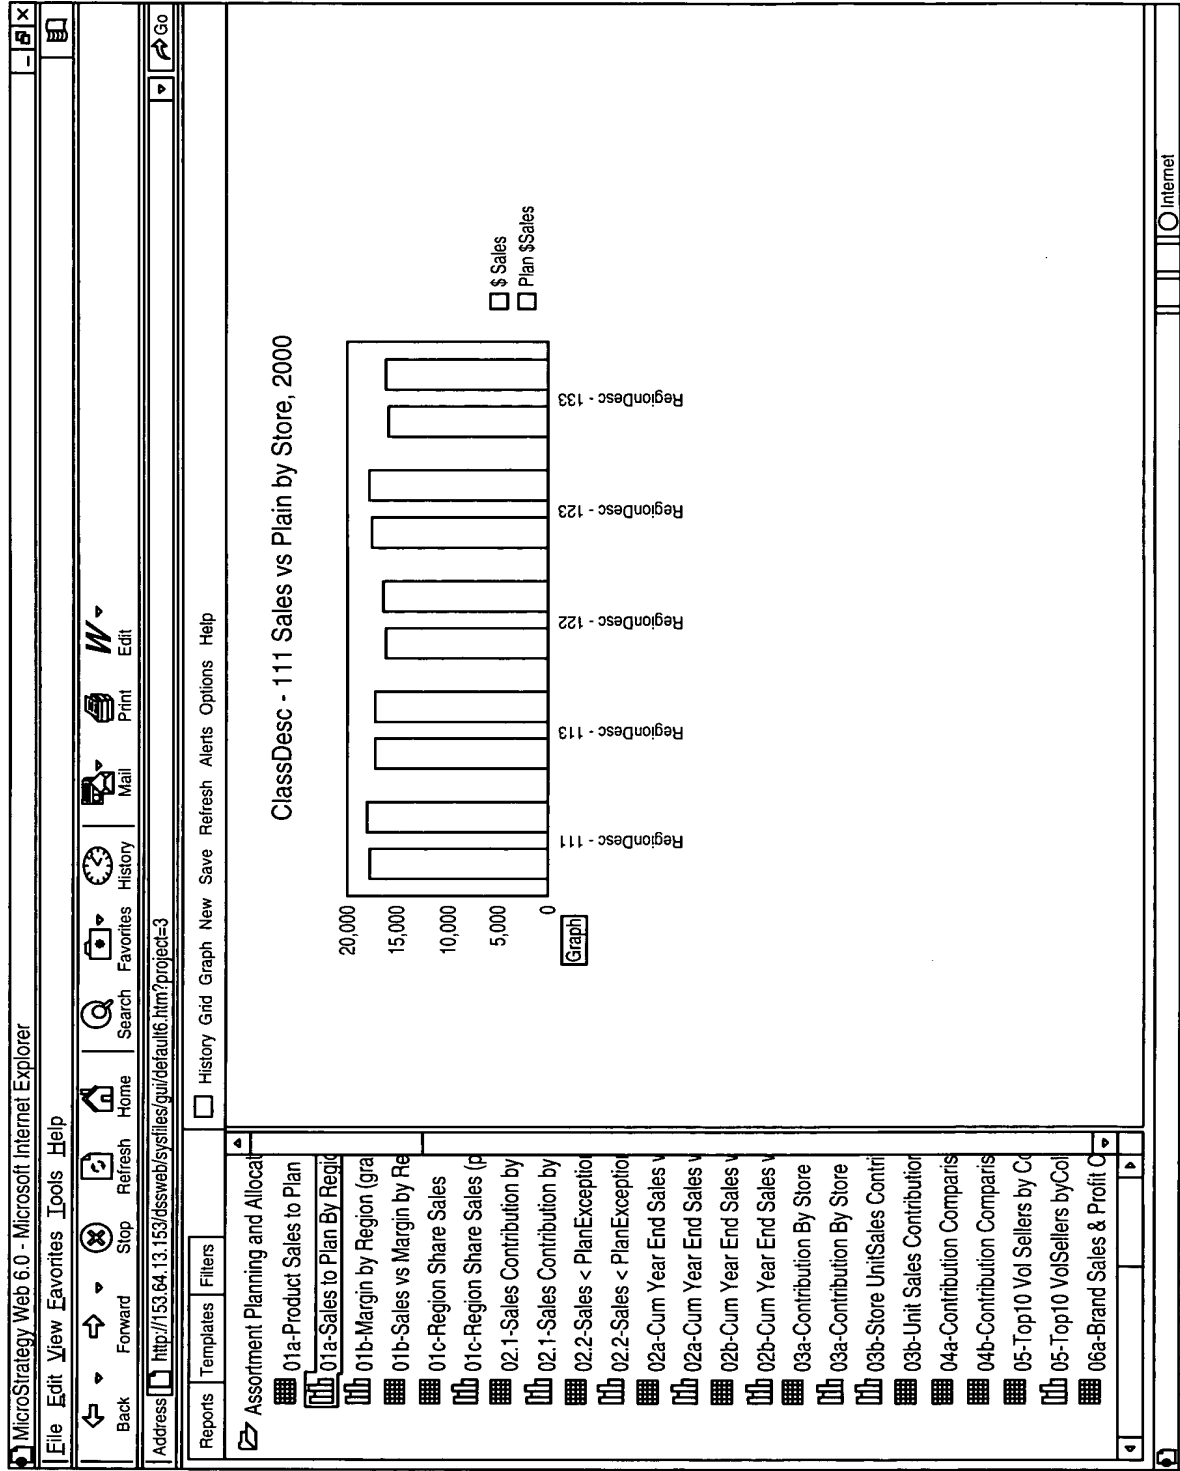 MicroStrategy Web 6.0 - Microsoft Internet Explorer
File Edit View Favorites Tools Help
Back Forward Stop Refresh Home Search Favorites History Mail Print Edit
Address http://153.64.13.153/dssweb/sysfiles/gui/default6.htm?project=3 Go
Reports Templates Filters
History Grid Graph New Save Refresh Alerts Options Help
Assortment Planning and Allocat
01a-Product Sales to Plan
01a-Sales to Plan By Regio
01b-Margin by Region (gra
01b-Sales vs Margin by Re
01c-Region Share Sales
01c-Region Share Sales (p
02.1-Sales Contribution by
02.1-Sales Contribution by
02.2-Sales < PlanException
02.2-Sales < PlanException
02a-Cum Year End Sales v
02a-Cum Year End Sales v
02b-Cum Year End Sales v
02b-Cum Year End Sales v
03a-Contribution By Store
03a-Contribution By Store
03b-Store UnitSales Contri
03b-Unit Sales Contribution
04a-Contribution Comparis
04b-Contribution Comparis
05-Top10 Vol Sellers by Co
05-Top10 VolSellers byColl
06a-Brand Sales & Profit C
ClassDesc - 111 Sales vs Plain by Store, 2000
20,000
15,000
10,000
5,000
0
Graph
RegionDesc - 111
RegionDesc - 113
RegionDesc - 122
RegionDesc - 123
RegionDesc - 133
$ Sales
Plan $Sales
Internet